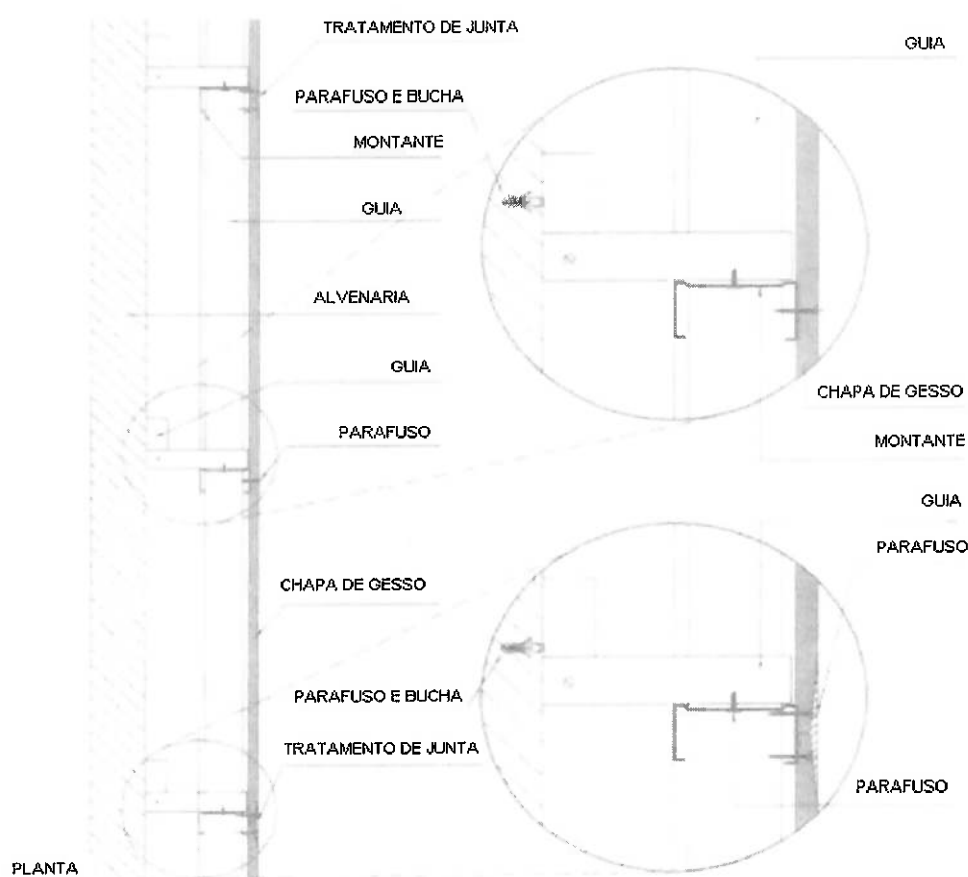 TRATAMENTO DE JUNTA
PARAFUSO E BUCHA
MONTANTE
GUIA
ALVENARIA
GUIA
PARAFUSO
CHAPA DE GESSO
PARAFUSO E BUCHA
TRATAMENTO DE JUNTA
PLANTA
GUIA
CHAPA DE GESSO
MONTANTE
GUIA
PARAFUSO
PARAFUSO